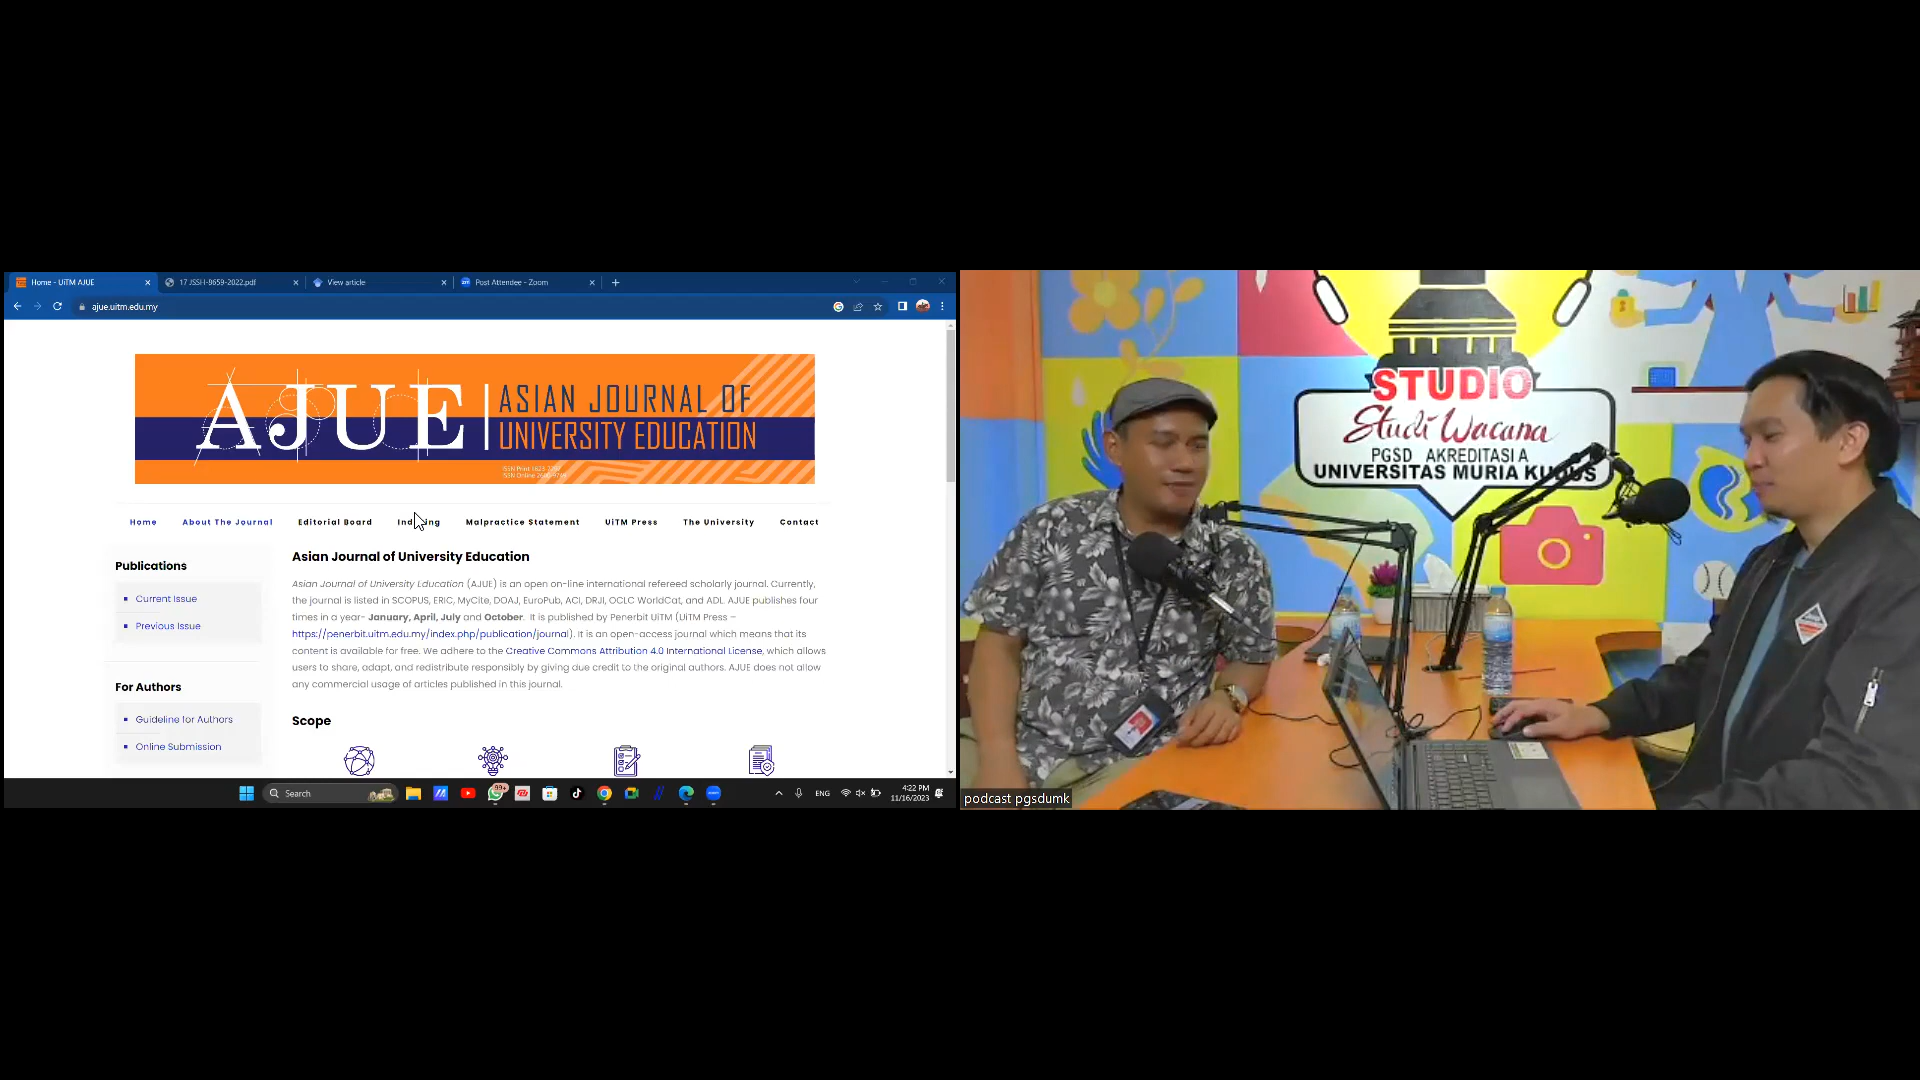 Home - UiTM AJUE
17 JSSH-8659-2022.pdf
View article
Post Attendee - Zoom
ajue.uitm.edu.my
AJUE
ASIAN JOURNAL OF
UNIVERSITY EDUCATION
Home
About The Journal
Editorial Board
Malpractice Statement
UiTM Press
The University
Contact
Publications
Current Issue
Previous Issue
For Authors
Guideline for Authors
Online Submission
Asian Journal of University Education
Asian Journal of University Education (AJUE) is an open on-line international refereed scholarly journal. Currently,
the journal is listed in SCOPUS, ERIC, MyCite, DOAJ, EuroPub, ACI, DRJI, OCLC WorldCat, and ADL. AJUE publishes four
times in a year- January, April, July and October. It is published by Penerbit UiTM (UiTM Press –
https://penerbit.uitm.edu.my/index.php/publication/journal). It is an open-access journal which means that its
content is available for free. We adhere to the Creative Commons Attribution 4.0 International License, which allows
users to share, adapt, and redistribute responsibly by giving due credit to the original authors. AJUE does not allow
any commercial usage of articles published in this journal.
Scope
Search
99+
ENG
4:22 PM
11/16/2023
STUDIO
Studi Wacana
PGSD AKREDITASI A
UNIVERSITAS MURIA KUDUS
podcast pgsdumk